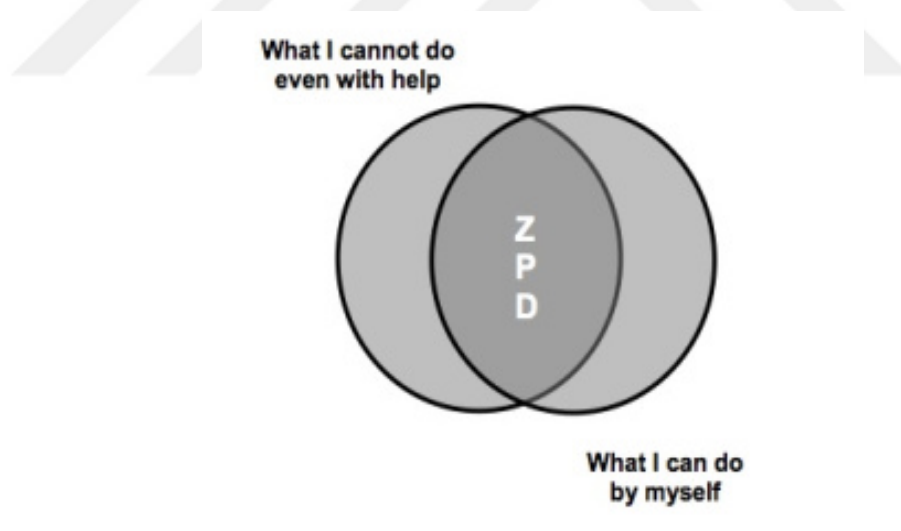 What I cannot do
even with help
Z
P
D
What I can do
by myself